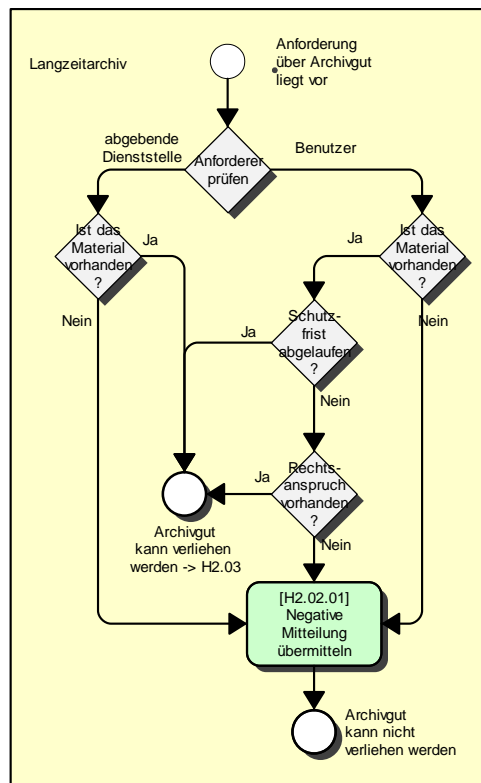 Langzeitarchiv
Anforderung
über Archivgut
liegt vor
abgebende
Dienststelle
Anforderer
prüfen
Benutzer
Ist das
Material
vorhanden
?
Ja
Nein
Ja
Ist das
Material
vorhanden
?
Nein
Ja
Schutz-
frist
abgelaufen
?
Nein
Ja
Rechts-
anspruch
vorhanden
?
Nein
Archivgut
kann verliehen
werden -> H2.03
[H2.02.01]
Negative
Mitteilung
übermitteln
Archivgut
kann nicht
verliehen werden